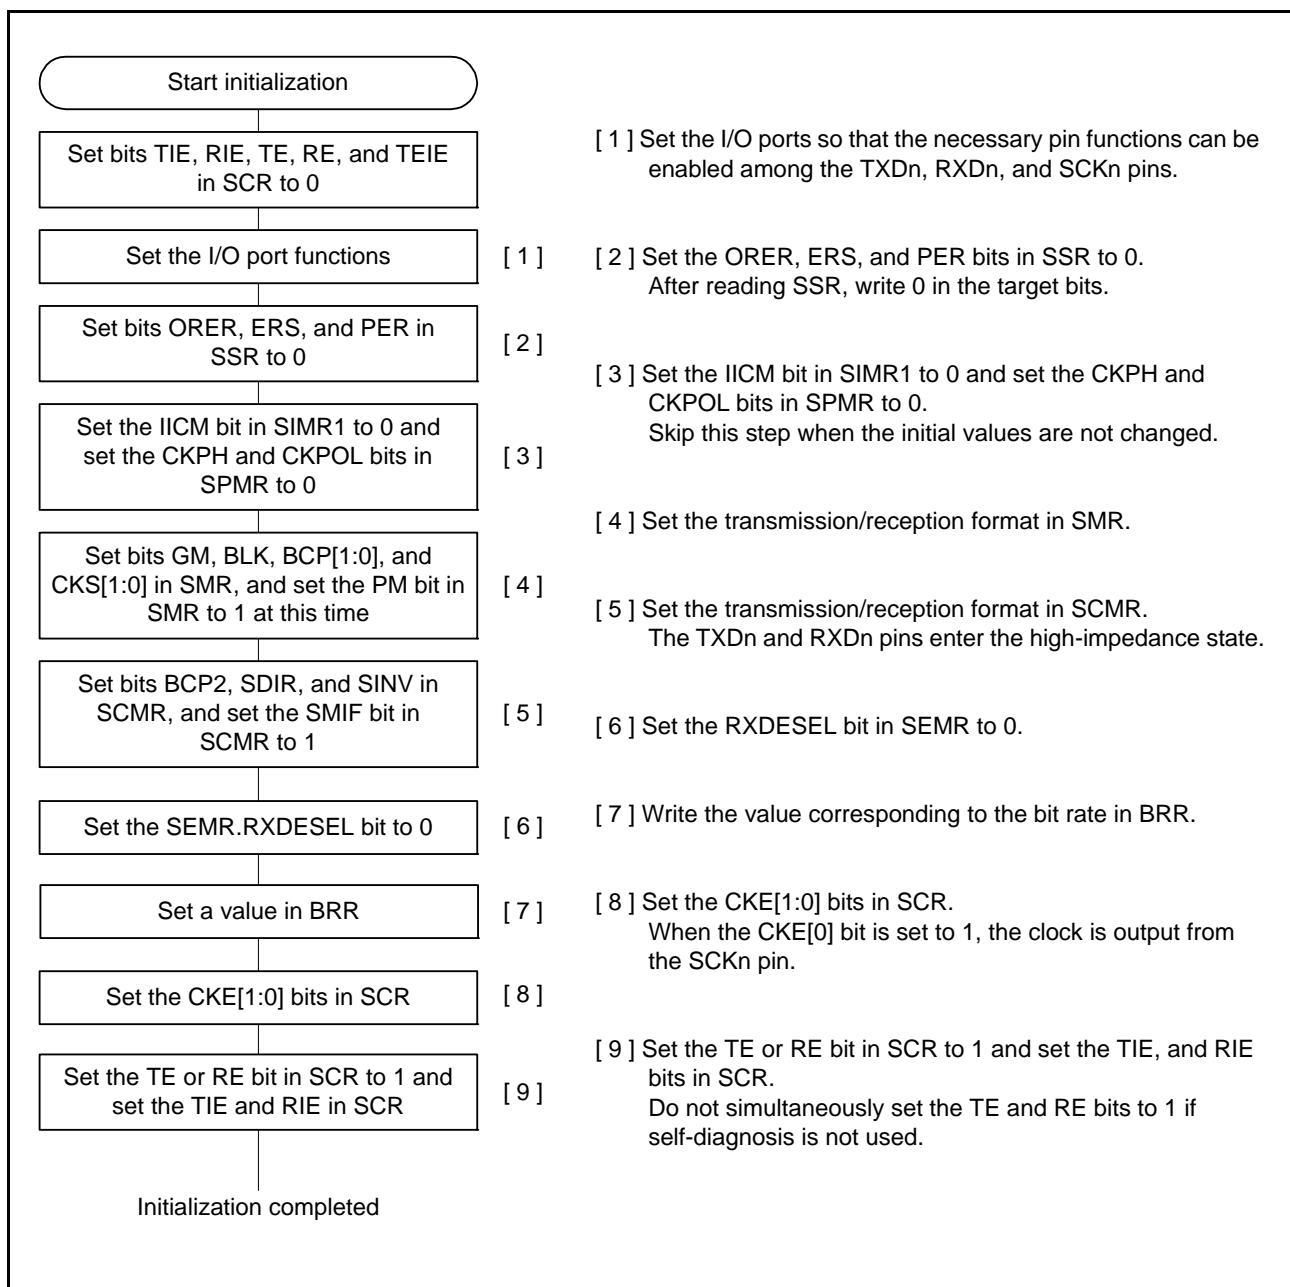 Start initialization
Set bits TIE, RIE, TE, RE, and TEIE
in SCR to 0
Set the I/O port functions
[ 1 ]
Set bits ORER, ERS, and PER in
SSR to 0
[ 2 ]
Set the IICM bit in SIMR1 to 0 and
set the CKPH and CKPOL bits in
SPMR to 0
[ 3 ]
Set bits GM, BLK, BCP[1:0], and
CKS[1:0] in SMR, and set the PM bit in
SMR to 1 at this time
[ 4 ]
Set bits BCP2, SDIR, and SINV in
SCMR, and set the SMIF bit in
SCMR to 1
[ 5 ]
Set the SEMR.RXDESEL bit to 0
[ 6 ]
Set a value in BRR
[ 7 ]
Set the CKE[1:0] bits in SCR
[ 8 ]
Set the TE or RE bit in SCR to 1 and
set the TIE and RIE in SCR
[ 9 ]
Initialization completed
[ 1 ] Set the I/O ports so that the necessary pin functions can be
enabled among the TXDn, RXDn, and SCKn pins.
[ 2 ] Set the ORER, ERS, and PER bits in SSR to 0.
After reading SSR, write 0 in the target bits.
[ 3 ] Set the IICM bit in SIMR1 to 0 and set the CKPH and
CKPOL bits in SPMR to 0.
Skip this step when the initial values are not changed.
[ 4 ] Set the transmission/reception format in SMR.
[ 5 ] Set the transmission/reception format in SCMR.
The TXDn and RXDn pins enter the high-impedance state.
[ 6 ] Set the RXDESEL bit in SEMR to 0.
[ 7 ] Write the value corresponding to the bit rate in BRR.
[ 8 ] Set the CKE[1:0] bits in SCR.
When the CKE[0] bit is set to 1, the clock is output from
the SCKn pin.
[ 9 ] Set the TE or RE bit in SCR to 1 and set the TIE, and RIE
bits in SCR.
Do not simultaneously set the TE and RE bits to 1 if
self-diagnosis is not used.